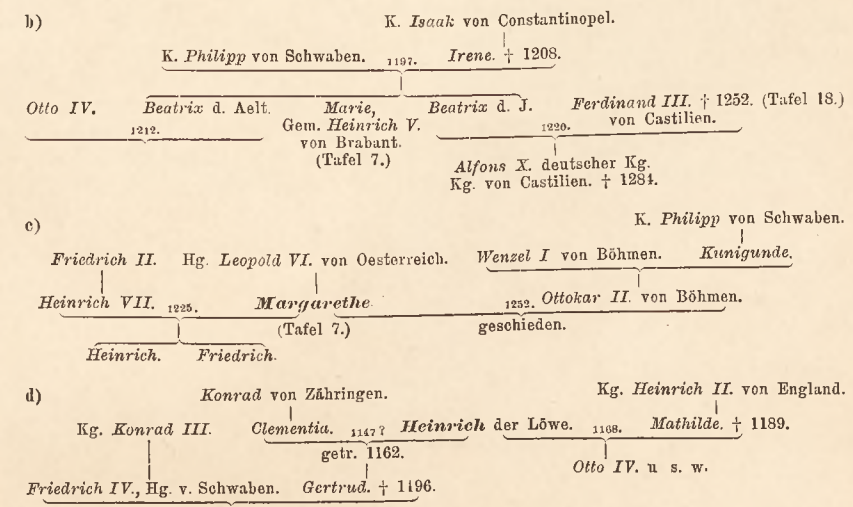 b)
K. Isaak von Constantinopel.
K. Philipp von Schwaben. 1197. Irene. † 1208.
Otto IV. Beatrix d. Aelt. Marie, Beatrix d. J. Ferdinand III. † 1252. (Tafel 18.)
1212. Gem. Heinrich V. 1220. von Castilien.
von Brabant.
(Tafel 7.)
Alfons X. deutscher Kg.
Kg. von Castilien. † 1284.
c)
K. Philipp von Schwaben.
Friedrich II. Hg. Leopold VI. von Oesterreich. Wenzel I von Böhmen. Kunigunde.
Heinrich VII. 1225. Margarethe 1252. Ottokar II. von Böhmen.
(Tafel 7.) geschieden.
Heinrich. Friedrich.
d)
Konrad von Zähringen. Kg. Heinrich II. von England.
Kg. Konrad III. Clementia. 1147? Heinrich der Löwe. 1168. Mathilde. † 1189.
getr. 1162.
Otto IV. u s. w.
Friedrich IV., Hg. v. Schwaben. Gertrud. † 1196.